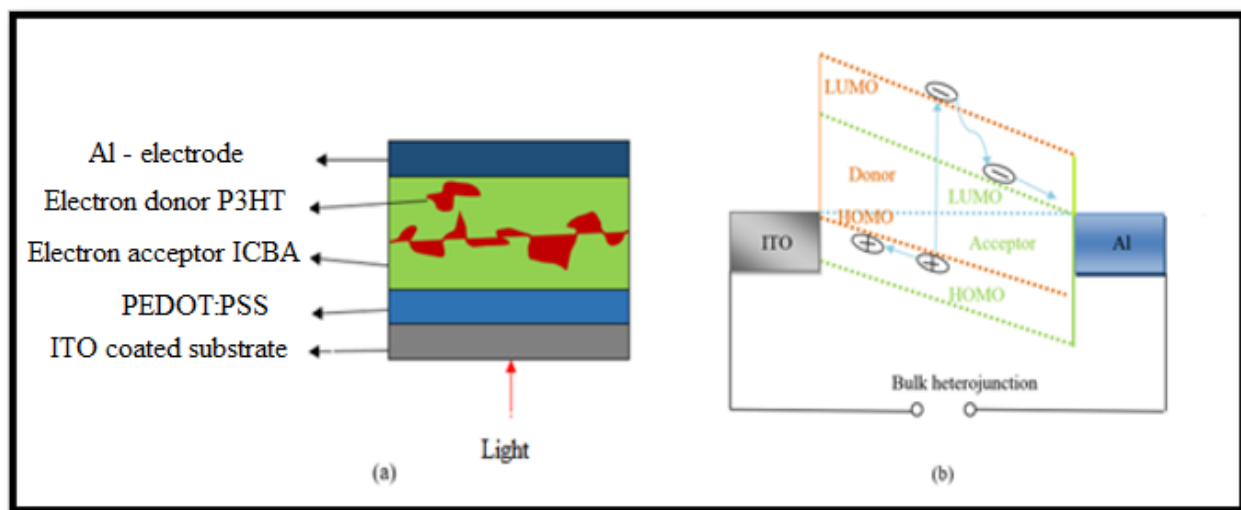 Al - electrode
Electron donor P3HT
Electron acceptor ICBA
PEDOT:PSS
ITO coated substrate
Light
(a)
LUMO
Donor
LUMO
HOMO
ITO
Acceptor
Al
HOMO
Bulk heterojunction
(b)